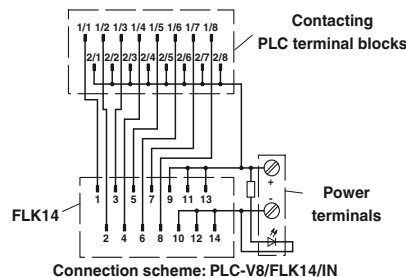 Contacting
PLC terminal blocks
1/1 1/2 1/3 1/4 1/5 1/6 1/7 1/8
2/1 2/2 2/3 2/4 2/5 2/6 2/7 2/8
1 3 5 7 9 11 13
+
-
Power
terminals
FLK14
2 4 6 8 10 12 14
Connection scheme: PLC-V8/FLK14/IN